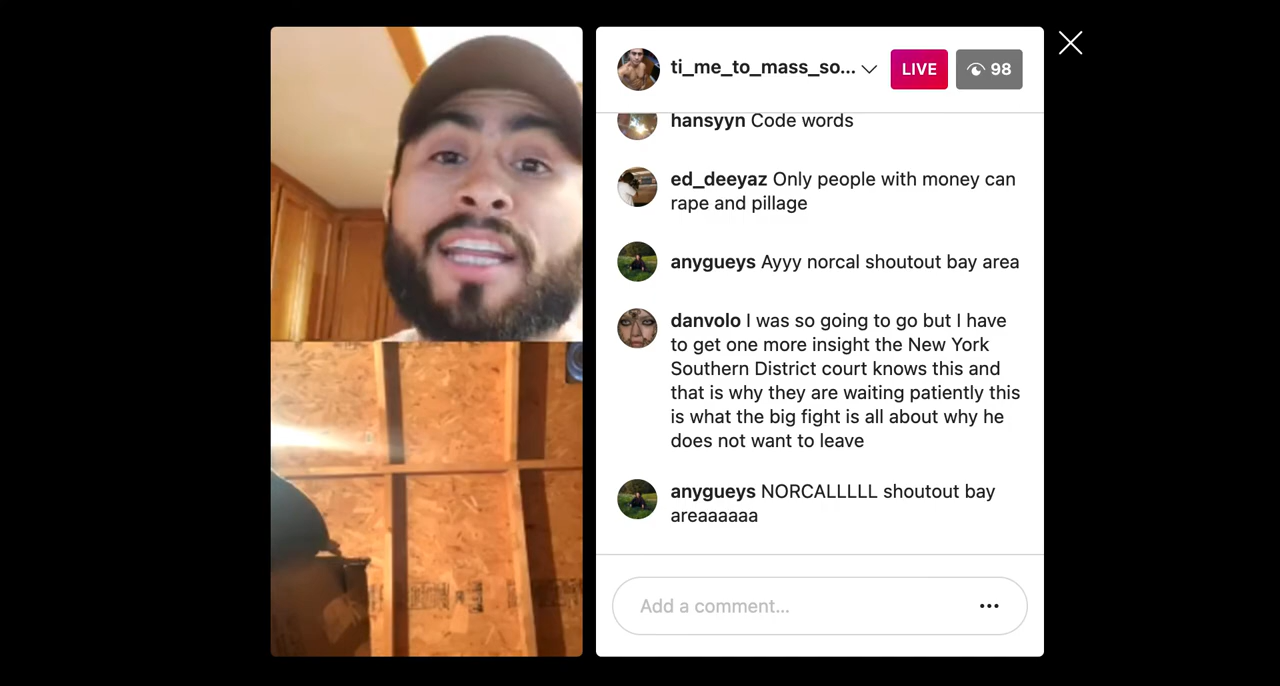 ti_me_to_mass_so...
LIVE
98
hansyyn Code words
ed_deeyaz Only people with money can
rape and pillage
anygueys Ayyy norcal shoutout bay area
danvolo I was so going to go but I have
to get one more insight the New York
Southern District court knows this and
that is why they are waiting patiently this
is what the big fight is all about why he
does not want to leave
anygueys NORCALLLLL shoutout bay
areaaaaaa
Add a comment...